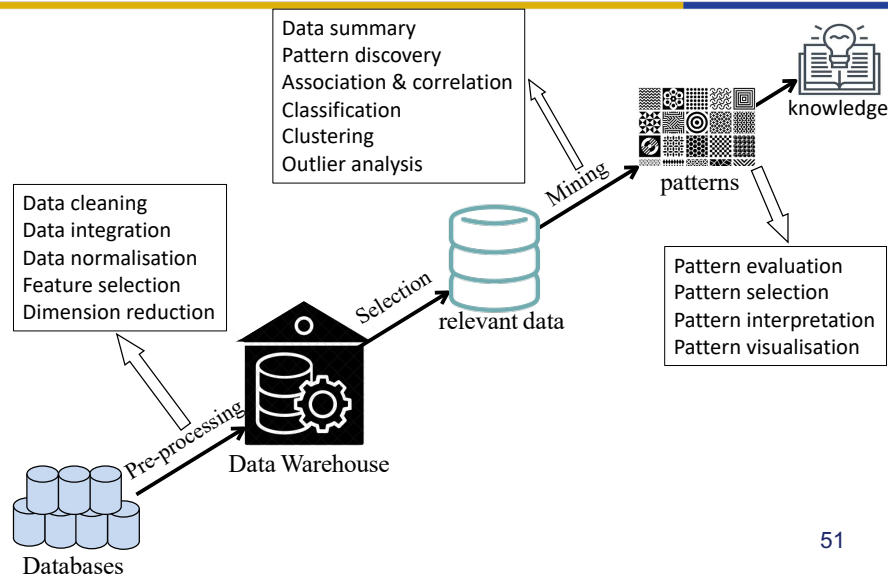 Data summary
Pattern discovery
Association & correlation
Classification
Clustering
Outlier analysis
knowledge
Mining
patterns
Data cleaning
Data integration
Data normalisation
Feature selection
Dimension reduction
Pattern evaluation
Pattern selection
Pattern interpretation
Pattern visualisation
Selection
relevant data
Pre-processing
Data Warehouse
51
Databases